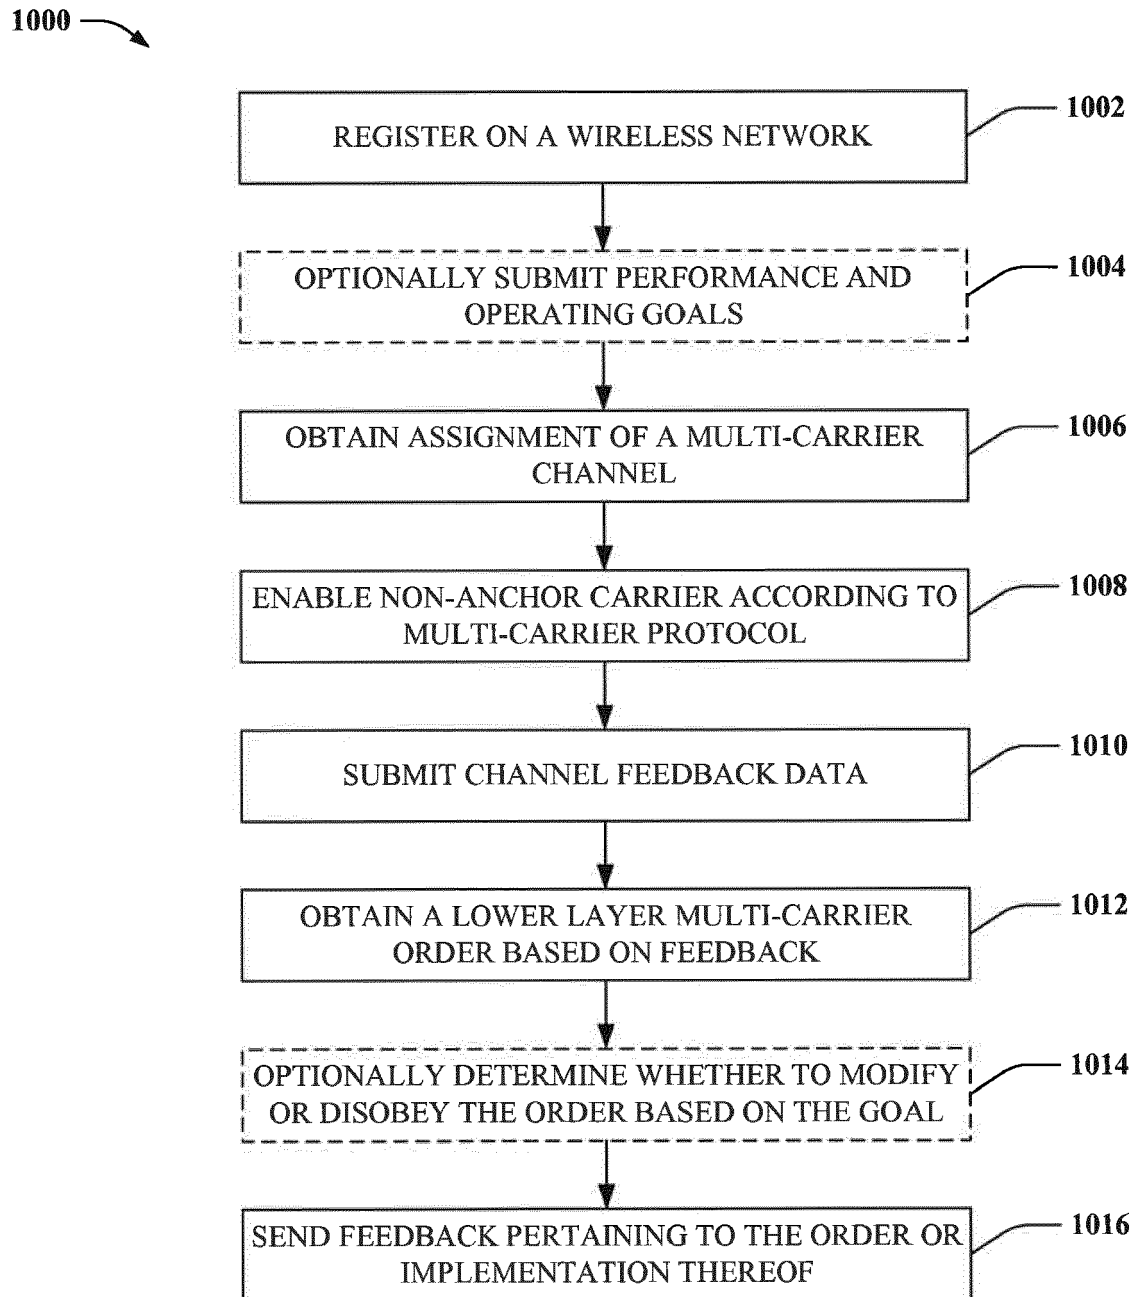 1000
REGISTER ON A WIRELESS NETWORK
1002
OPTIONALLY SUBMIT PERFORMANCE AND
OPERATING GOALS
1004
OBTAIN ASSIGNMENT OF A MULTI-CARRIER
CHANNEL
1006
ENABLE NON-ANCHOR CARRIER ACCORDING TO
MULTI-CARRIER PROTOCOL
1008
SUBMIT CHANNEL FEEDBACK DATA
1010
OBTAIN A LOWER LAYER MULTI-CARRIER
ORDER BASED ON FEEDBACK
1012
OPTIONALLY DETERMINE WHETHER TO MODIFY
OR DISOBEY THE ORDER BASED ON THE GOAL
1014
SEND FEEDBACK PERTAINING TO THE ORDER OR
IMPLEMENTATION THEREOF
1016